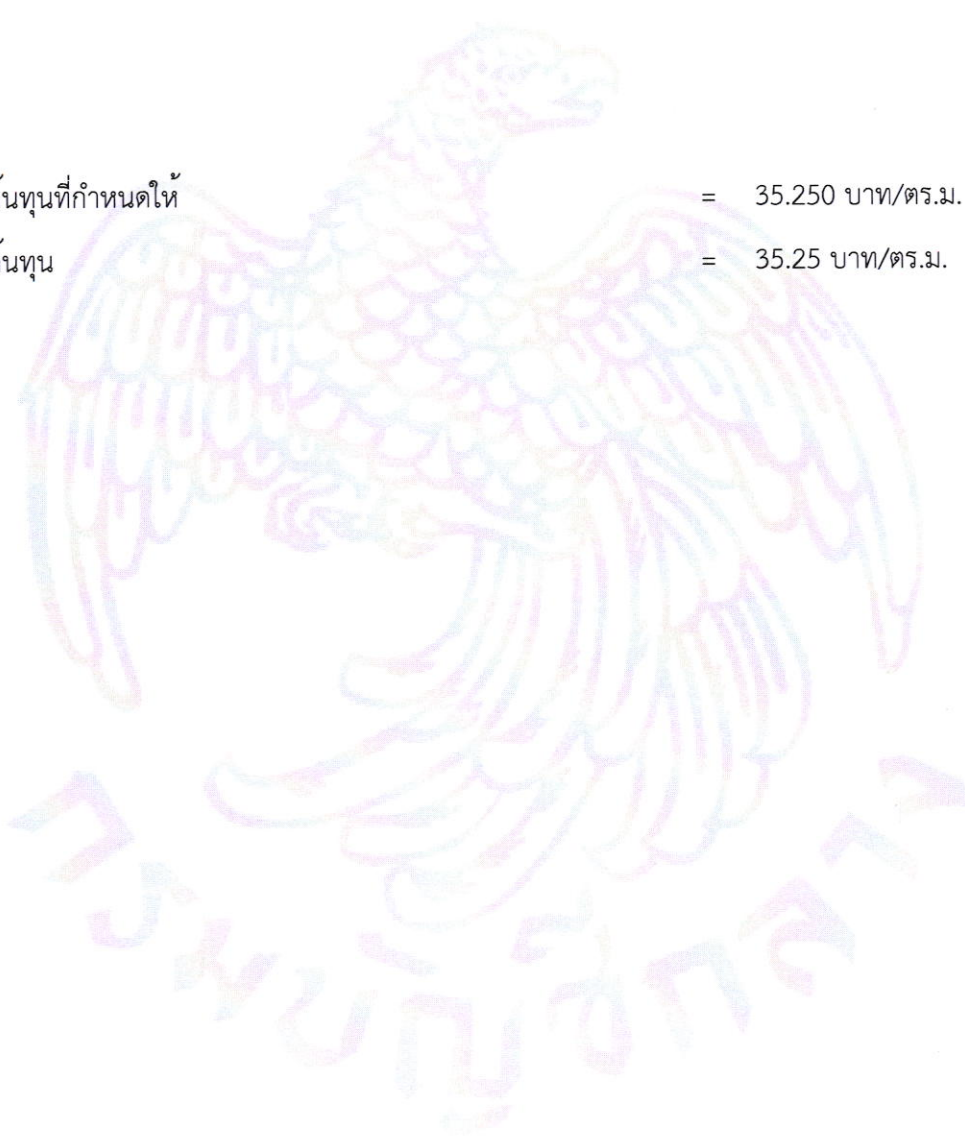 ต้นทุนที่กำหนดให้ = 35.250 บาท/ตร.ม.
ต้นทุน = 35.25 บาท/ตร.ม.
กรมบัญชีกลาง